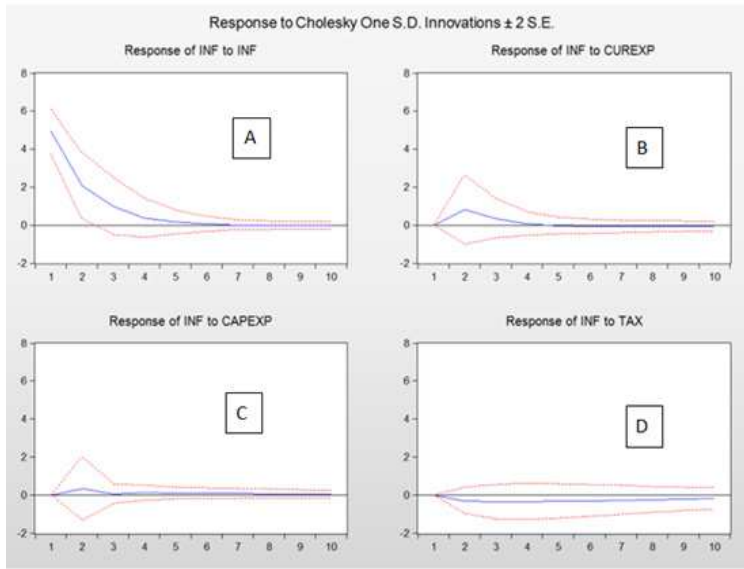 Response to Cholesky One S.D. Innovations ± 2 S.E.
Response of INF to INF
8
6
4
2
0
-2
1 2 3 4 5 6 7 8 9 10
A
Response of INF to CUREXP
8
6
4
2
0
-2
1 2 3 4 5 6 7 8 9 10
B
Response of INF to CAPEXP
8
6
4
2
0
-2
1 2 3 4 5 6 7 8 9 10
C
Response of INF to TAX
8
6
4
2
0
-2
1 2 3 4 5 6 7 8 9 10
D